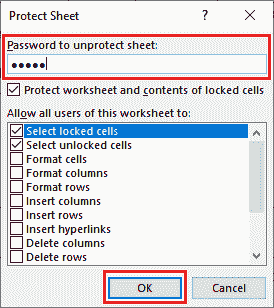 Protect Sheet
? ×
Password to unprotect sheet:
●●●●●
Protect worksheet and contents of locked cells
Allow all users of this worksheet to:
Select locked cells
Select unlocked cells
Format cells
Format columns
Format rows
Insert columns
Insert rows
Insert hyperlinks
Delete columns
Delete rows
OK
Cancel